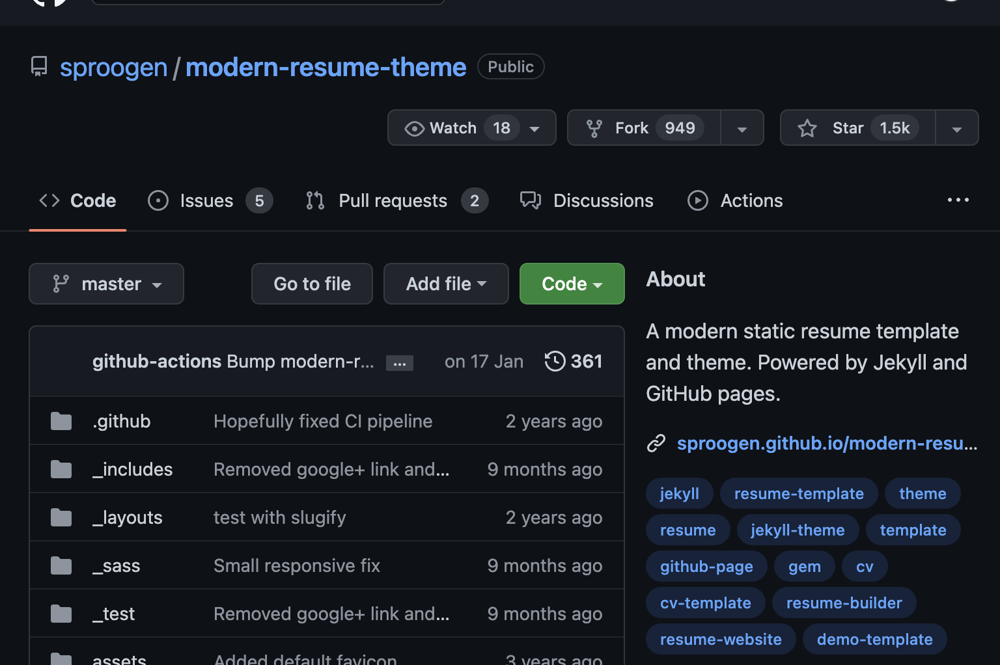 sproogen / modern-resume-theme Public
Watch 18 Fork 949 Star 1.5k
Code Issues 5 Pull requests 2 Discussions Actions
master Go to file Add file Code
github-actions Bump modern-r... ... on 17 Jan 361
.github Hopefully fixed CI pipeline 2 years ago
_includes Removed google+ link and... 9 months ago
_layouts test with slugify 2 years ago
_sass Small responsive fix 9 months ago
_test Removed google+ link and... 9 months ago
assets Added default favicon 3 years ago
About
A modern static resume template
and theme. Powered by Jekyll and
GitHub pages.
sproogen.github.io/modern-resu...
jekyll resume-template theme
resume jekyll-theme template
github-page gem cv
cv-template resume-builder
resume-website demo-template